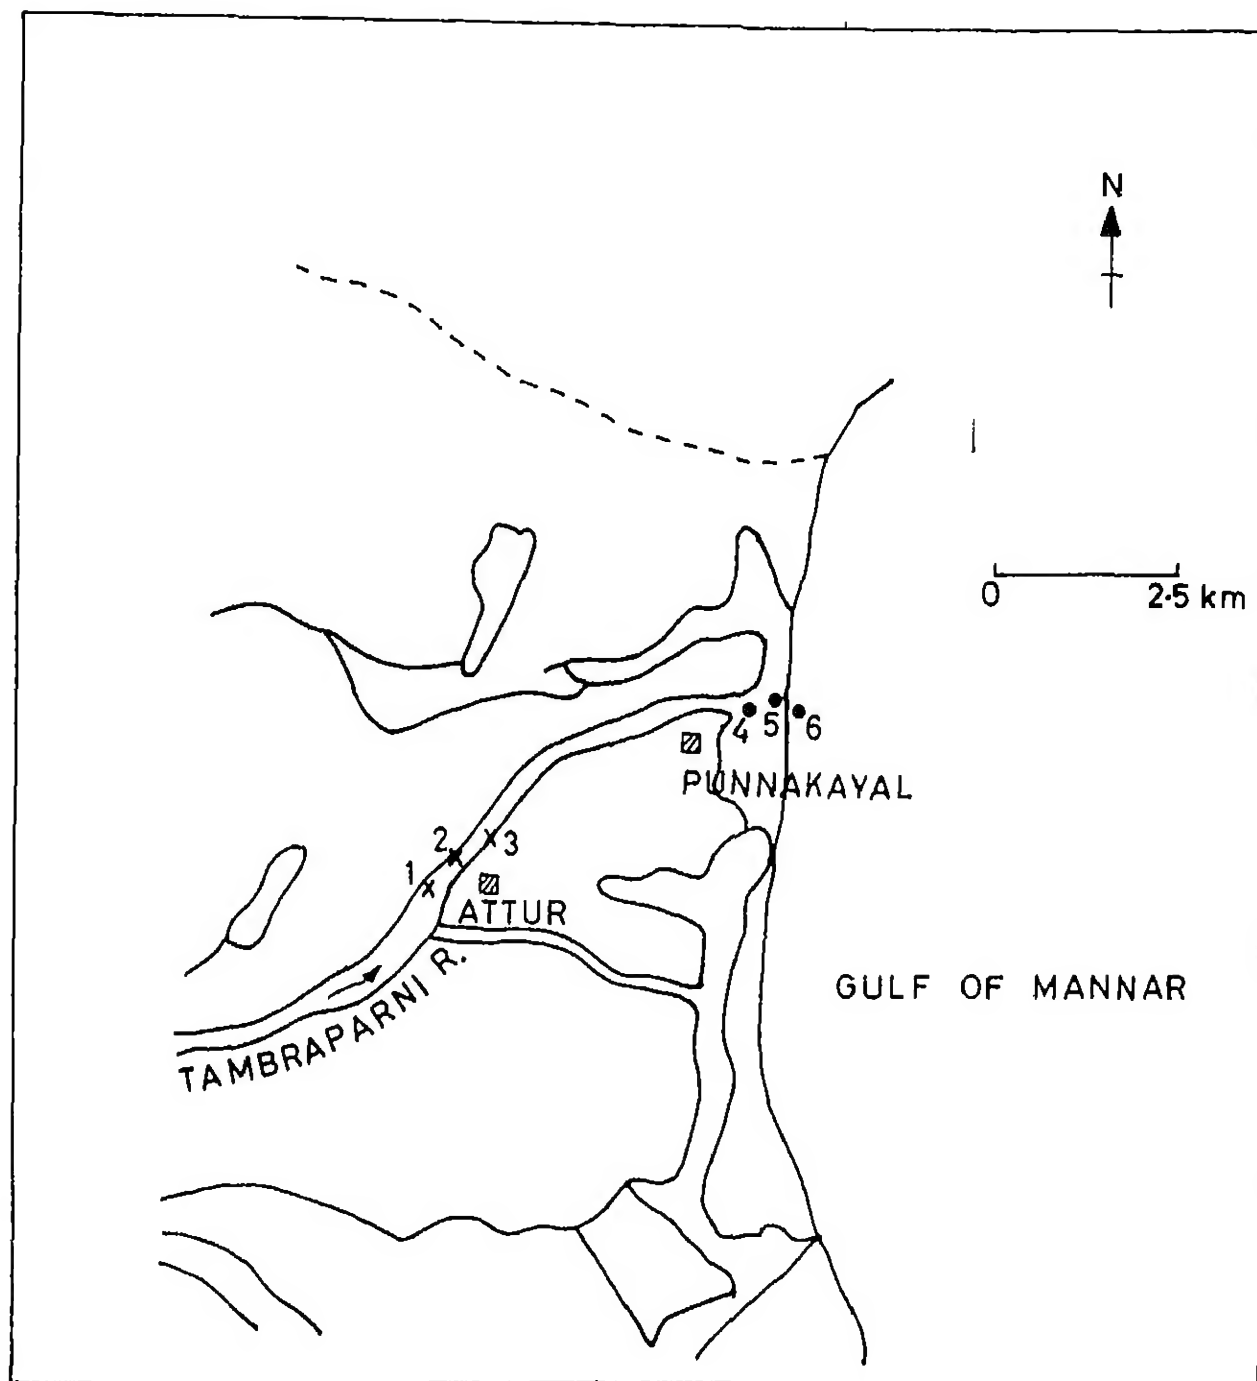 N
0 2.5 km
4 5 6
PUNNAKAYAL
2 3
1
ATTUR
GULF OF MANNAR
TAMBRAPARNI R.